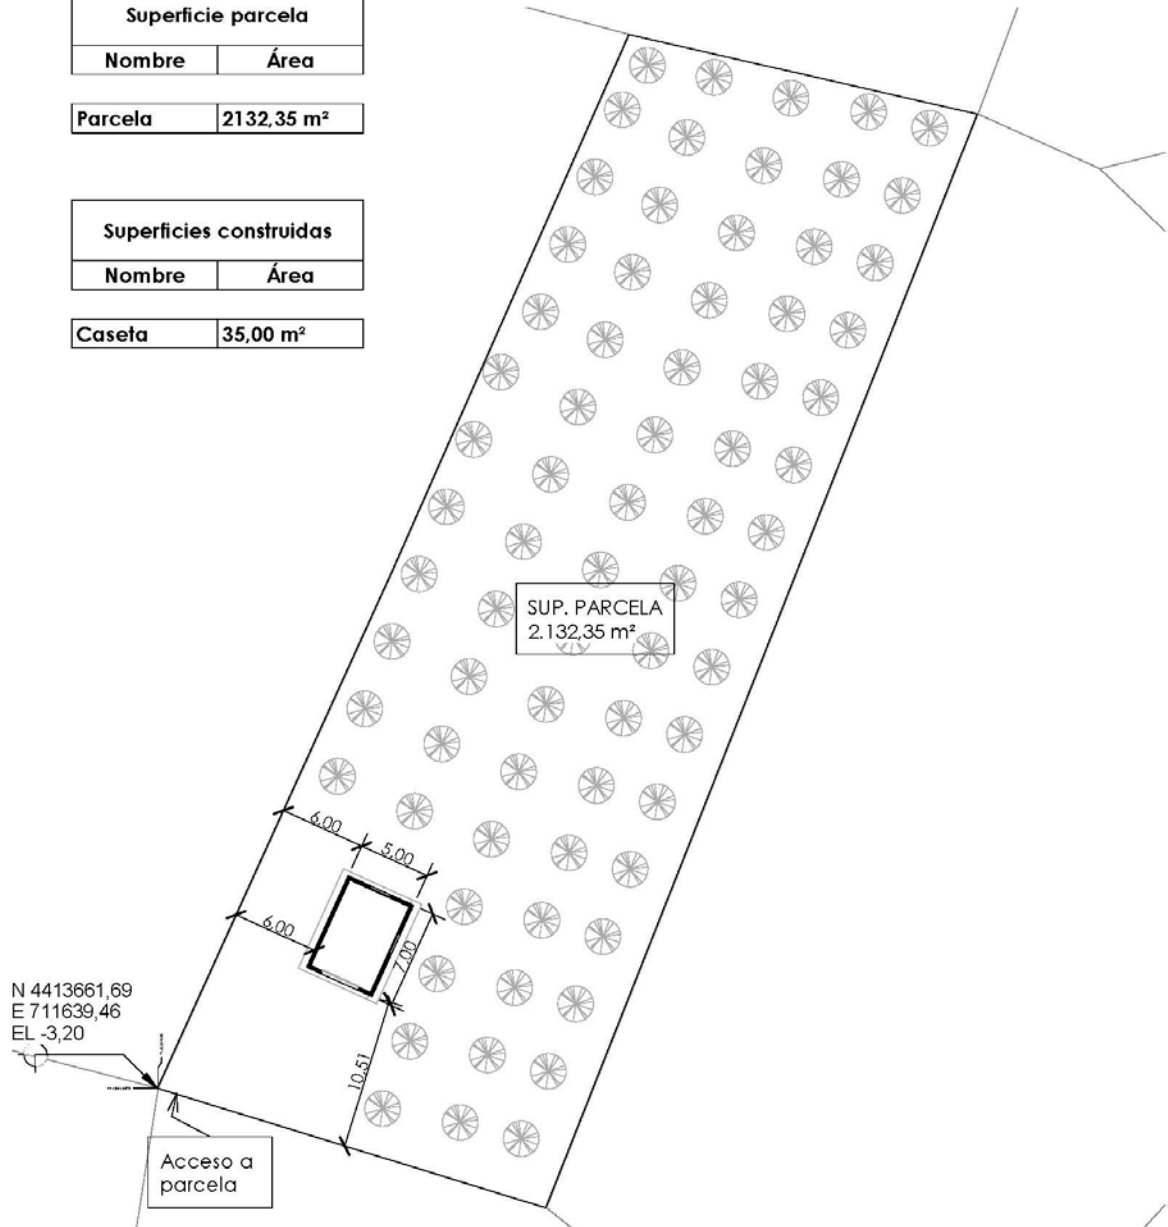 Superficie parcela
Nombre Área
Parcela 2132,35 m²
Superficies construidas
Nombre Área
Caseta 35,00 m²
SUP. PARCELA
2.132,35 m²
6,00
5,00
6,00
7,00
10,51
N 4413661,69
E 711639,46
EL -3,20
Acceso a
parcela